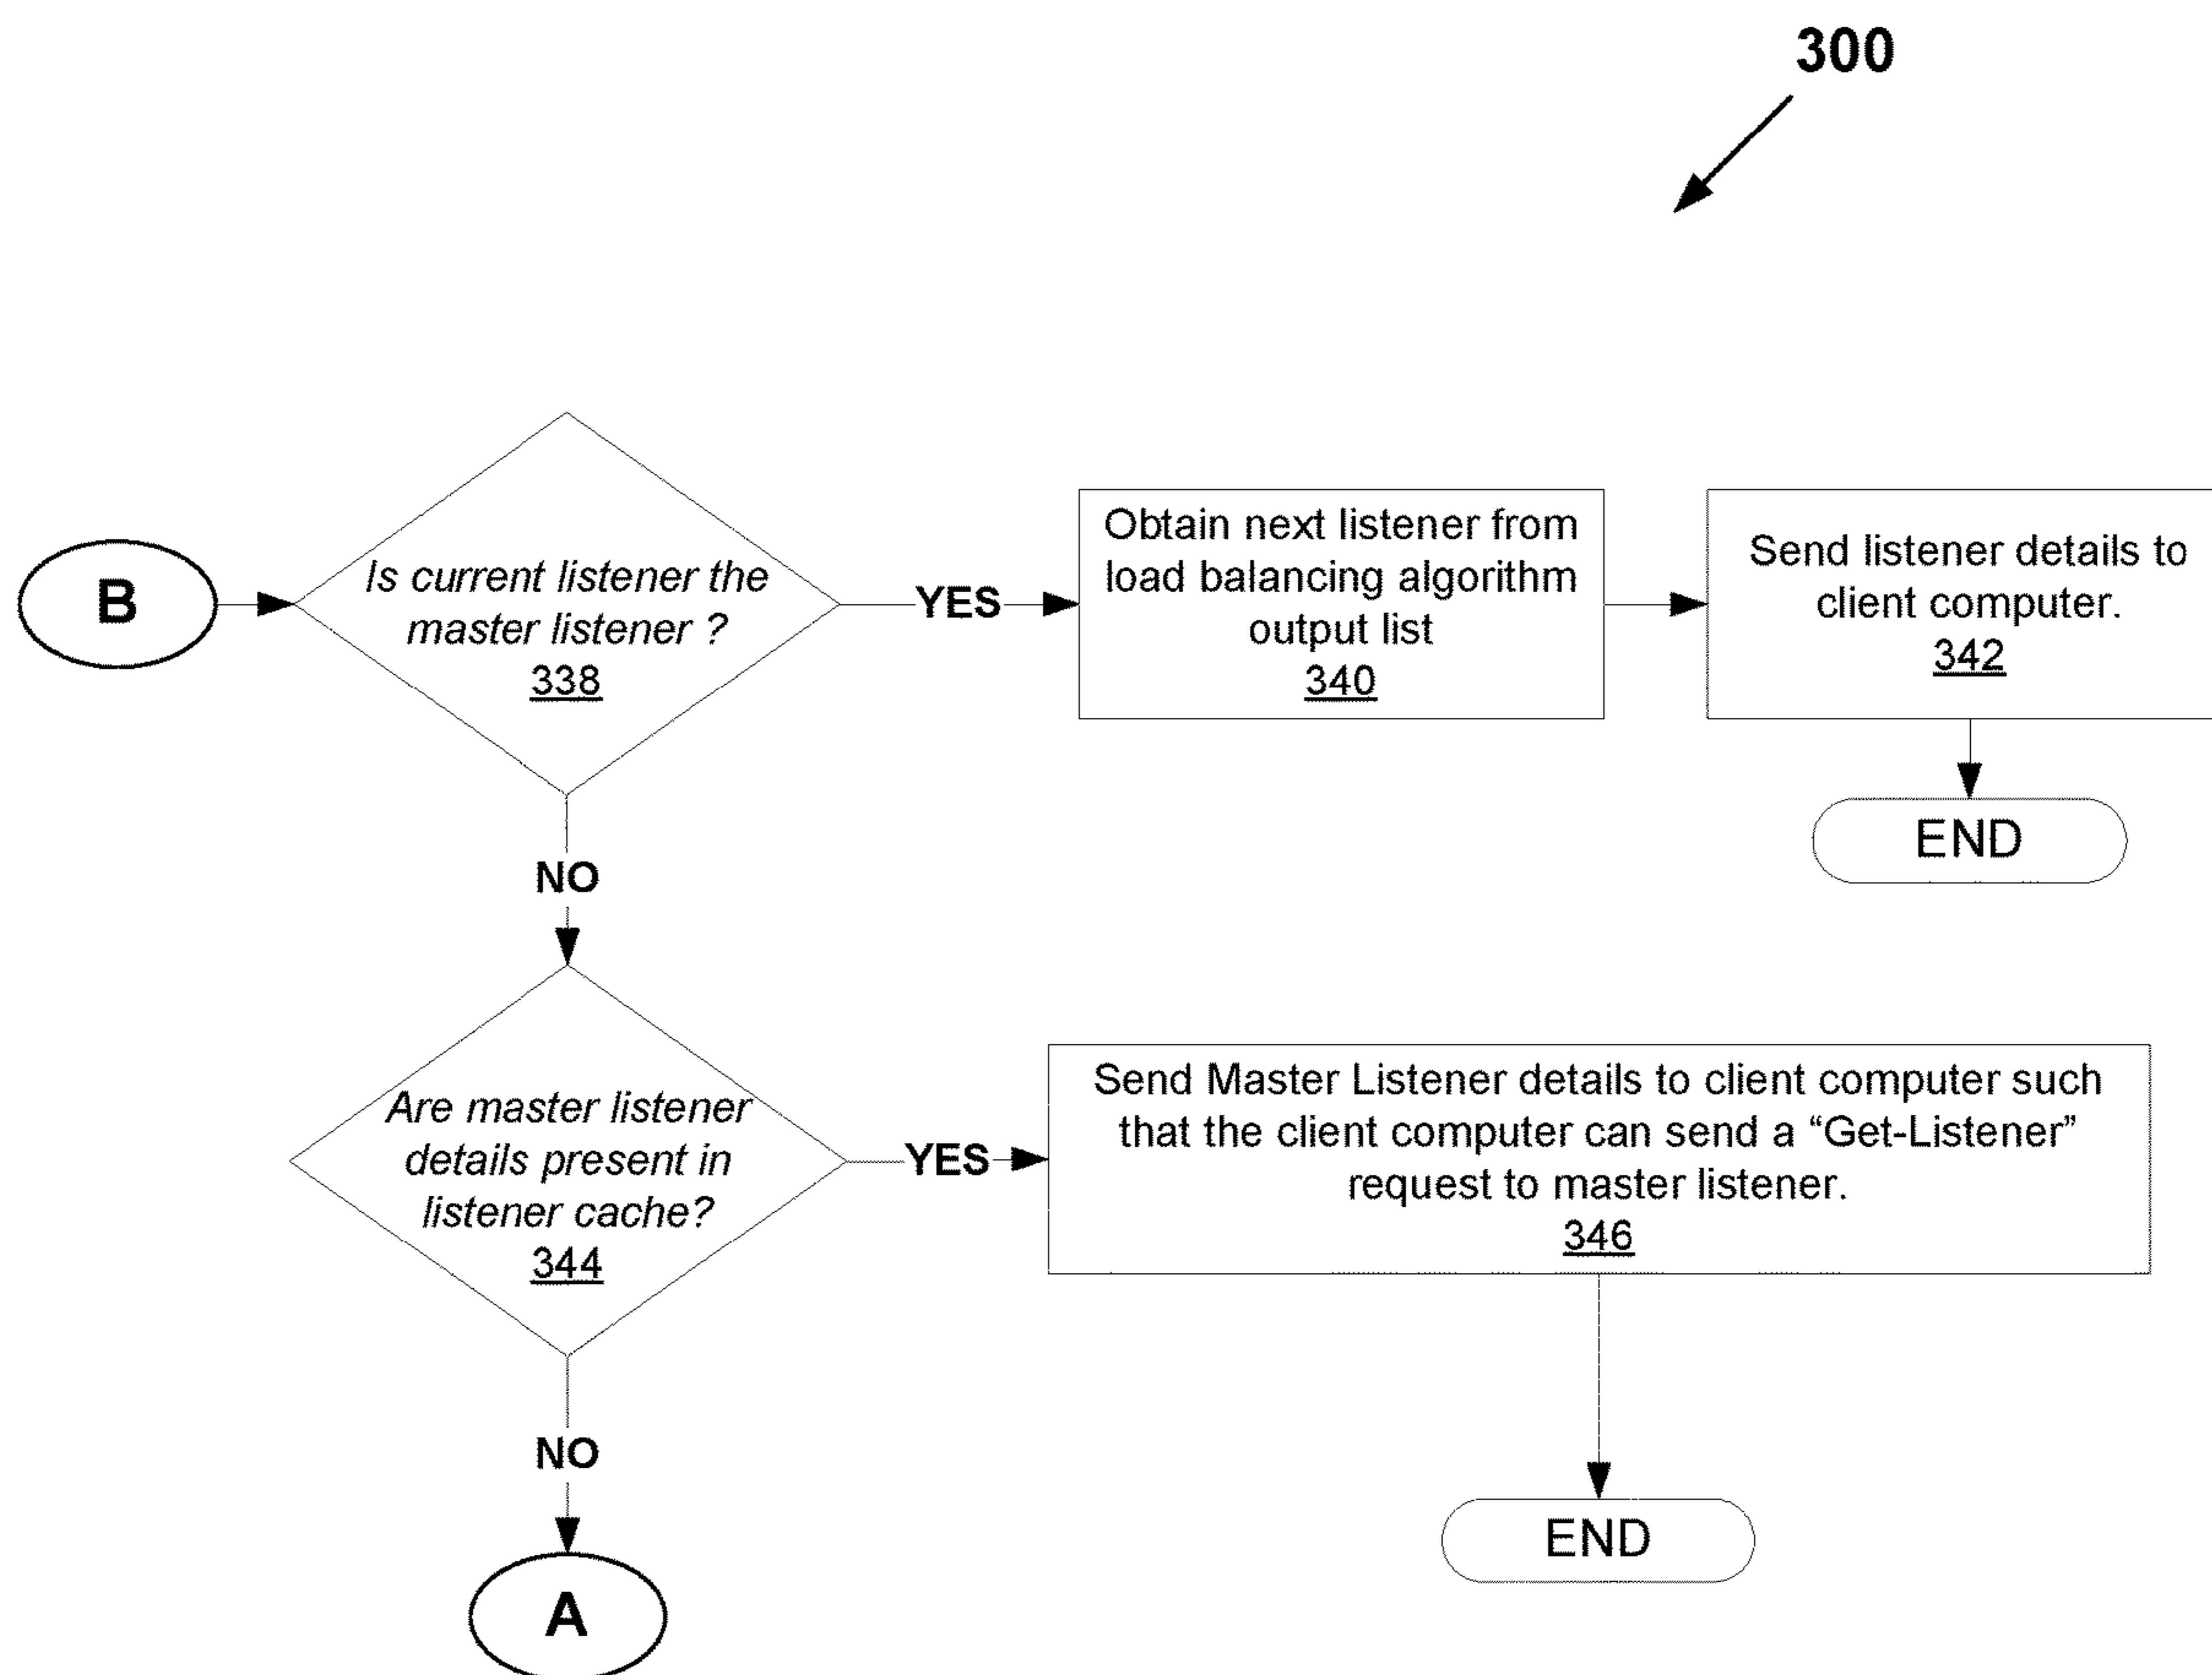 300
B
Is current listener the
master listener ?
338
YES
Obtain next listener from
load balancing algorithm
output list
340
Send listener details to
client computer.
342
END
NO
Are master listener
details present in
listener cache?
344
YES
Send Master Listener details to client computer such
that the client computer can send a “Get-Listener”
request to master listener.
346
END
NO
A